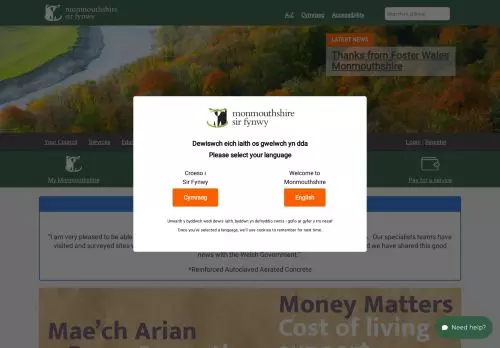 monmouthshire
sir fynwy
A-Z Cymraeg Accessibility
LATEST NEWS
Thanks from Foster Wales
Monmouthshire
Your Council Services
Login | Register
My Monmouthshire
Pay for a service
monmouthshire
sir fynwy
Dewiswch eich iaith os gwelwch yn dda
Please select your language
Croeso i
Sir Fynwy
Welcome to
Monmouthshire
Cymraeg
English
Unwaith y byddwch wedi dewis iaith, byddwn yn defnyddio cwcis i gofio ar gyfer y tro nesaf
Once you've selected a language, we'll use cookies to remember for next time.
"I am very pleased to be able
Our specialists teams have
visited and surveyed sites
we have shared this good
news with the Welsh Government."
*Reinforced Autoclaved Aerated Concrete
Money Matters
Mae'ch Arian
Cost of living
support
Need help?